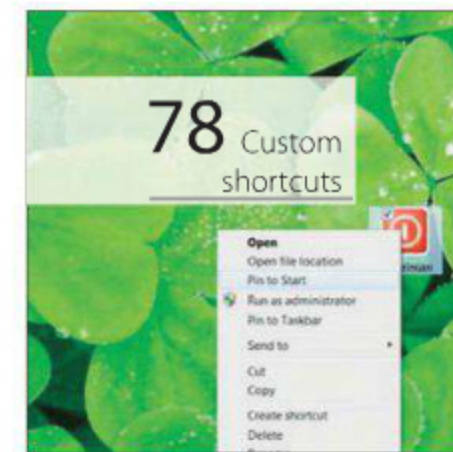 78 Custom
shortcuts
Open
Open file location
Pin to Start
Run as administrator
Pin to Taskbar
Send to
Cut
Copy
Create shortcut
Delete